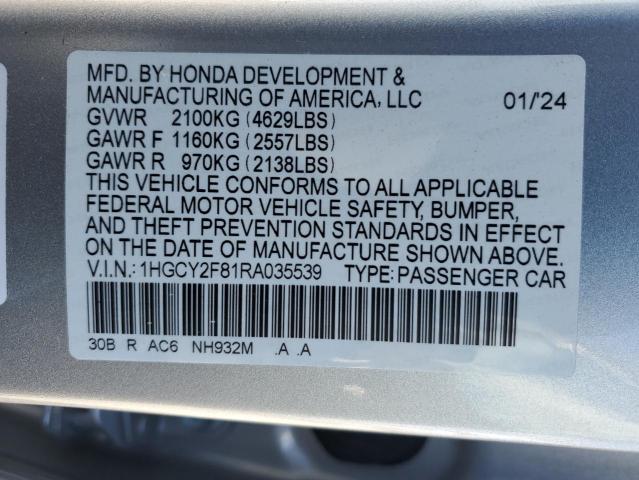 MFD. BY HONDA DEVELOPMENT &
MANUFACTURING OF AMERICA, LLC 01/'24
GVWR 2100KG (4629LBS)
GAWR F 1160KG (2557LBS)
GAWR R 970KG (2138LBS)
THIS VEHICLE CONFORMS TO ALL APPLICABLE
FEDERAL MOTOR VEHICLE SAFETY, BUMPER,
AND THEFT PREVENTION STANDARDS IN EFFECT
ON THE DATE OF MANUFACTURE SHOWN ABOVE.
V.I.N.: 1HGCY2F81RA035539 TYPE: PASSENGER CAR
30B R AC6 NH932M .A .A